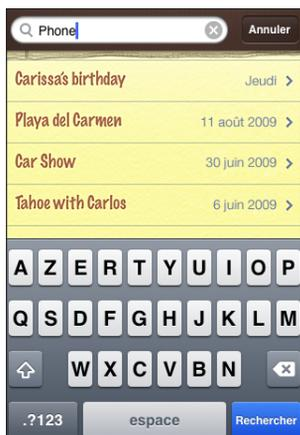 Phone Annuler
Carissa's birthday Jeudi
Playa del Carmen 11 août 2009
Car Show 30 juin 2009
Tahoe with Carlos 6 juin 2009
A Z E R T Y U I O P
Q S D F G H J K L M
W X C V B N
.?123 espace Rechercher